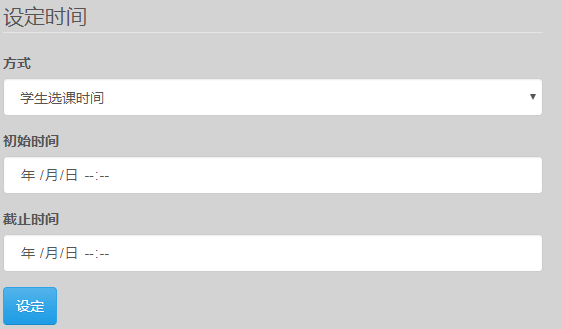 设定时间
方式
学生选课时间
初始时间
年 /月/日 --:--
截止时间
年 /月/日 --:--
设定